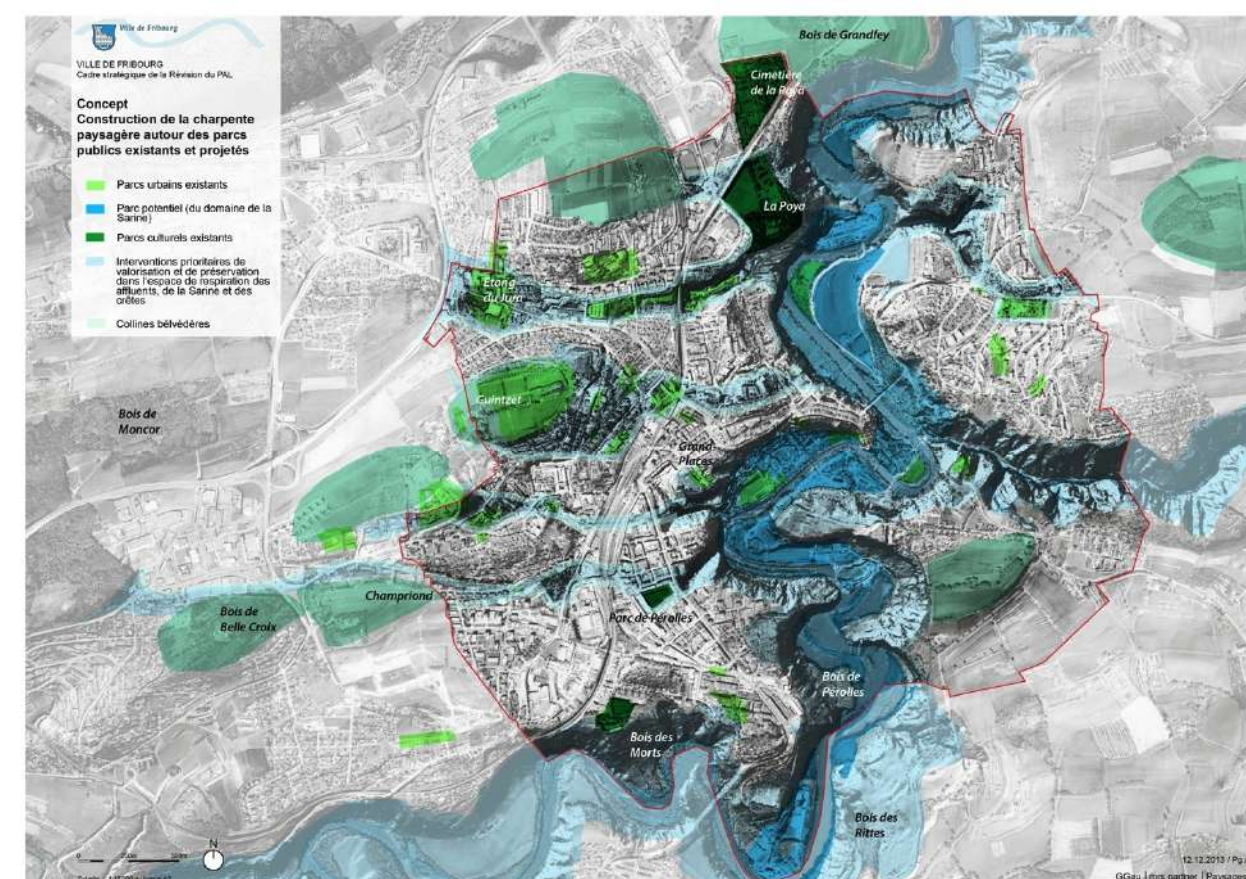 Ville de Fribourg
VILLE DE FRIBOURG
Cadre stratégique de la Révision du PAL
Concept
Construction de la charpente
paysagère autour des parcs
publics existants et projetés
Parcs urbains existants
Parc potentiel (du domaine de la
Sarine)
Parcs culturels existants
Interventions prioritaires de
valorisation et de préservation
dans l'espace de respiration des
affluents, de la Sarine et des
crêtes
Collines bélvédères
Bois de Grandfey
Cimetière
de la Poya
La Poya
Etang
du Jura
Guintzet
Bois de
Moncor
Grand-
Places
Champriond
Bois de
Belle Croix
Parc de Pérolles
Bois de
Pérolles
Bois des
Morts
Bois des
Rittes
N
0
12.12.2013 / Pg.